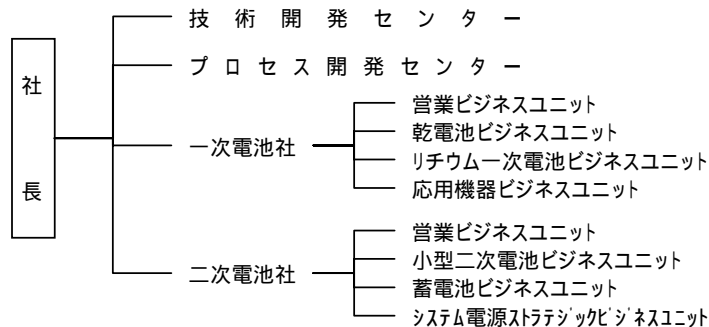 社長
技術開発センター
プロセス開発センター
一次電池社
営業ビジネスユニット
乾電池ビジネスユニット
リチウム一次電池ビジネスユニット
応用機器ビジネスユニット
二次電池社
営業ビジネスユニット
小型二次電池ビジネスユニット
蓄電池ビジネスユニット
システム電源ストラテジックビジネスユニット